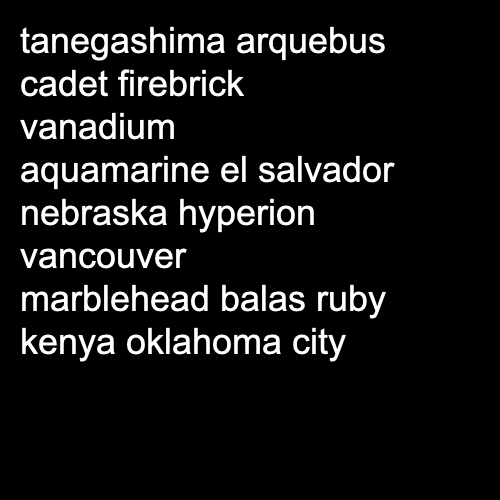 tanegashima arquebus
cadet firebrick
vanadium
aquamarine el salvador
nebraska hyperion
vancouver
marblehead balas ruby
kenya oklahoma city